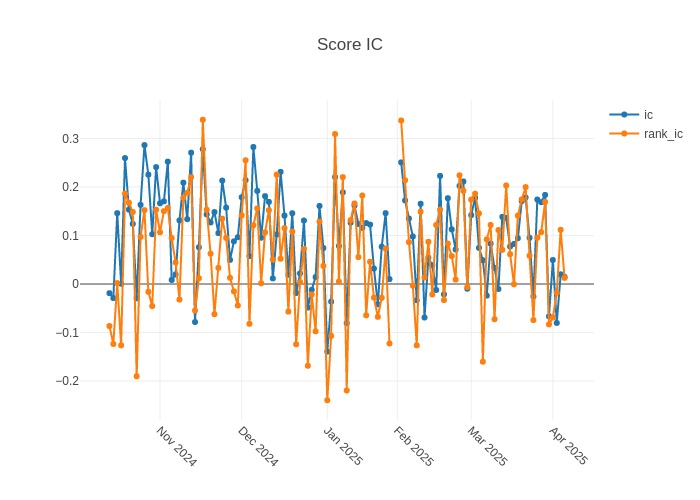 Score IC
ic
rank_ic
0.3
0.2
0.1
0
−0.1
−0.2
Nov 2024
Dec 2024
Jan 2025
Feb 2025
Mar 2025
Apr 2025